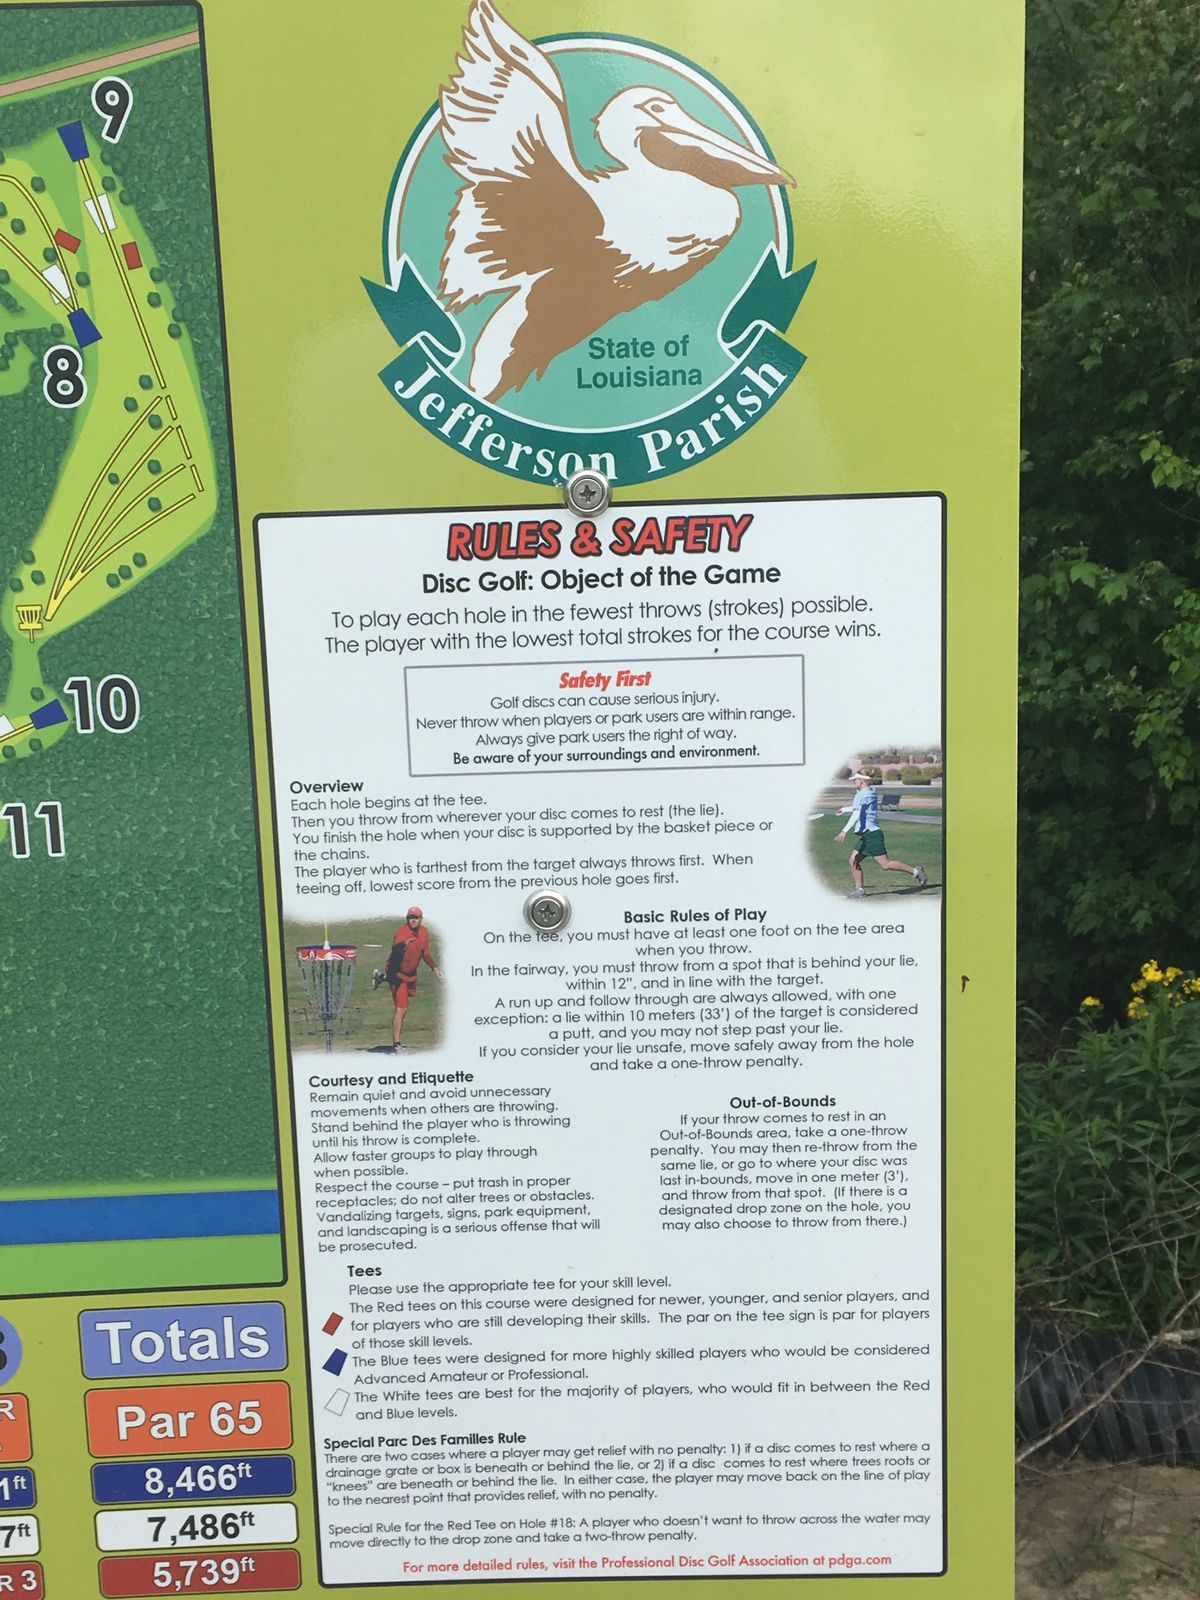 9
8
10
11
State of
Louisiana
Jefferson Parish
RULES & SAFETY
Disc Golf: Object of the Game
To play each hole in the fewest throws (strokes) possible.
The player with the lowest total strokes for the course wins.
Safety First
Golf discs can cause serious injury.
Never throw when players or park users are within range.
Always give park users the right of way.
Be aware of your surroundings and environment.
Overview
Each hole begins at the tee.
Then you throw from wherever your disc comes to rest (the lie).
You finish the hole when your disc is supported by the basket piece or
the chains.
The player who is farthest from the target always throws first. When
teeing off, lowest score from the previous hole goes first.
Basic Rules of Play
On the tee, you must have at least one foot on the tee area
when you throw.
In the fairway, you must throw from a spot that is behind your lie,
within 12", and in line with the target.
A run up and follow through are always allowed, with one
exception: a lie within 10 meters (33') of the target is considered
a putt, and you may not step past your lie.
If you consider your lie unsafe, move safely away from the hole
and take a one-throw penalty.
Courtesy and Etiquette
Remain quiet and avoid unnecessary
movements when others are throwing.
Stand behind the player who is throwing
until his throw is complete.
Allow faster groups to play through
when possible.
Respect the course – put trash in proper
receptacles; do not alter trees or obstacles.
Vandalizing targets, signs, park equipment,
and landscaping is a serious offense that will
be prosecuted.
Out-of-Bounds
If your throw comes to rest in an
Out-of-Bounds area, take a one-throw
penalty. You may then re-throw from the
same lie, or go to where your disc was
last in-bounds, move in one meter (3'),
and throw from that spot. (If there is a
designated drop zone on the hole, you
may also choose to throw from there.)
Tees
Please use the appropriate tee for your skill level.
The Red tees on this course were designed for newer, younger, and senior players, and
for players who are still developing their skills. The par on the tee sign is par for players
of those skill levels.
The Blue tees were designed for more highly skilled players who would be considered
Advanced Amateur or Professional.
The White tees are best for the majority of players, who would fit in between the Red
and Blue levels.
Special Parc Des Familles Rule
There are two cases where a player may get relief with no penalty: 1) if a disc comes to rest where a
drainage grate or box is beneath or behind the lie, or 2) if a disc comes to rest where trees roots or
"knees" are beneath or behind the lie. In either case, the player may move back on the line of play
to the nearest point that provides relief, with no penalty.
Special Rule for the Red Tee on Hole #18: A player who doesn't want to throw across the water may
move directly to the drop zone and take a two-throw penalty.
For more detailed rules, visit the Professional Disc Golf Association at pdga.com
Totals
R
Par 65
1ft
8,466ft
7ft
7,486ft
R 3
5,739ft